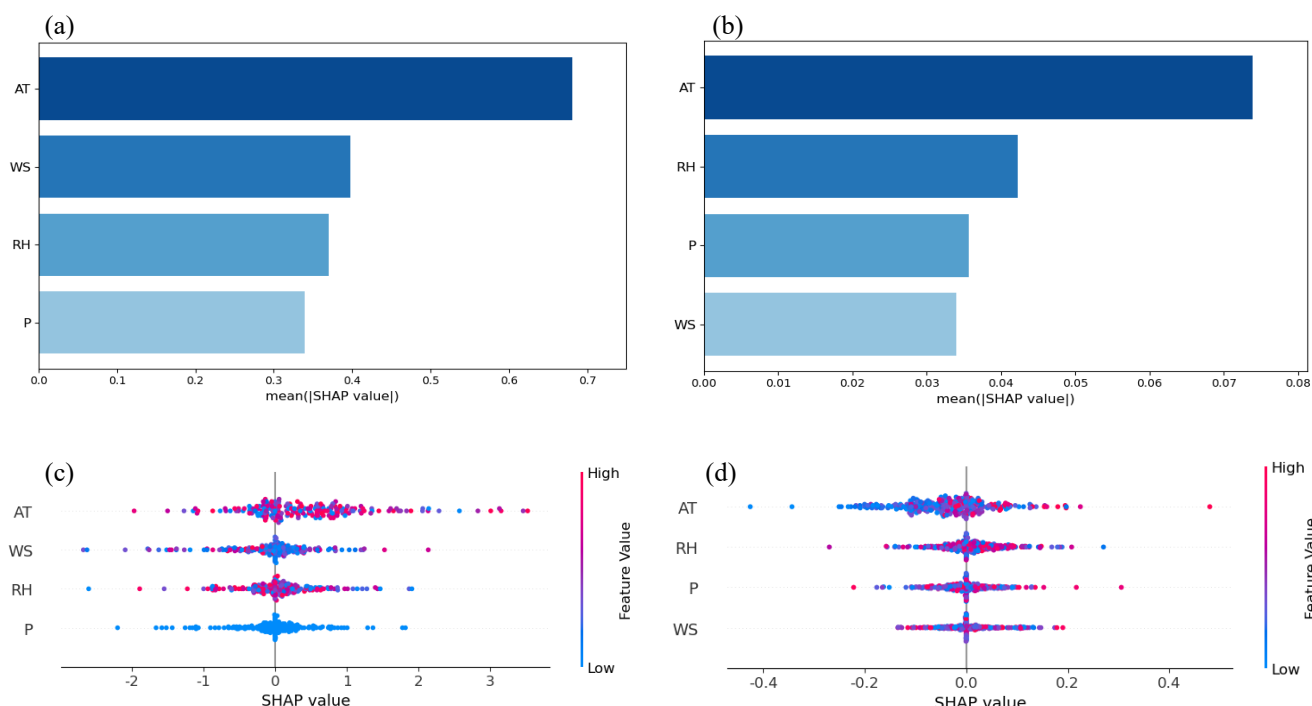 (a)
AT
WS
RH
P
0.0 0.1 0.2 0.3 0.4 0.5 0.6 0.7
mean(|SHAP value|)
(b)
AT
RH
P
WS
0.00 0.01 0.02 0.03 0.04 0.05 0.06 0.07 0.08
mean(|SHAP value|)
(c)
High
AT
WS
RH
P
Feature Value
Low
-2 -1 0 1 2 3
SHAP value
(d)
High
AT
RH
P
WS
Feature Value
Low
-0.4 -0.2 0.0 0.2 0.4
SHAP value